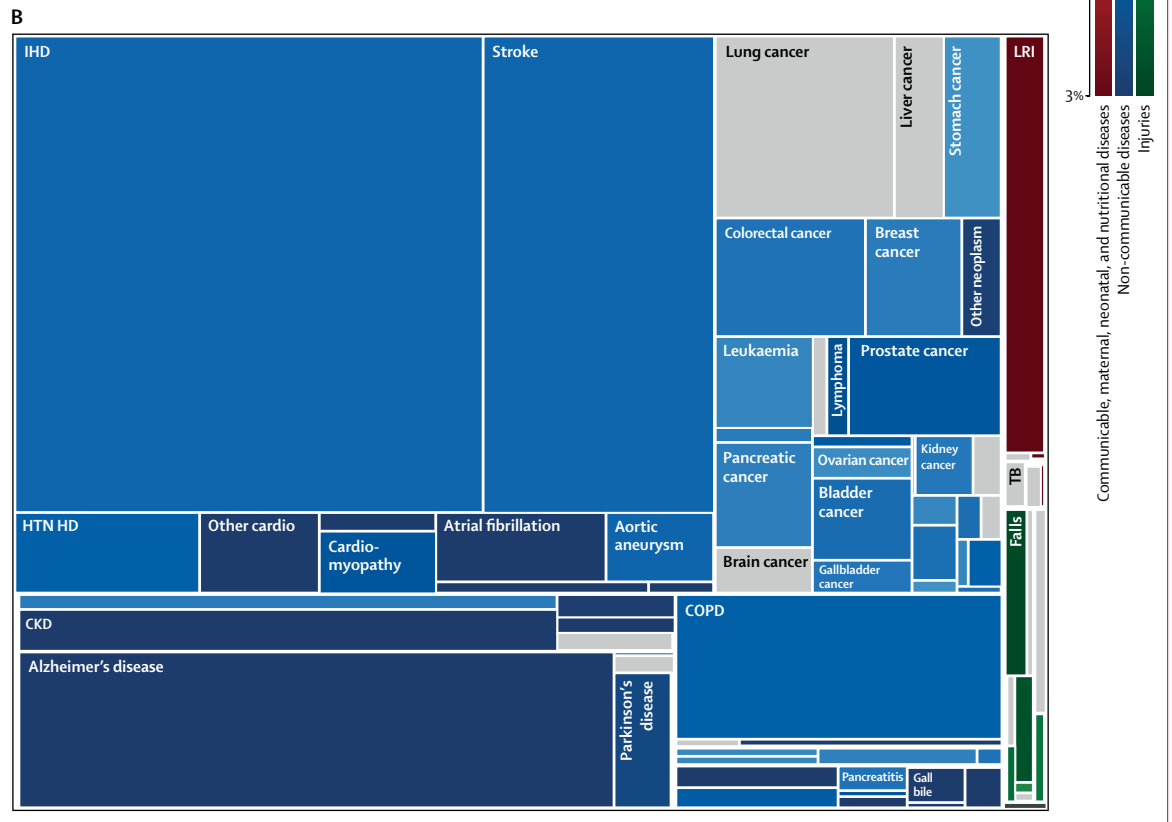 B
IHD
Stroke
Lung cancer
Liver cancer
Stomach cancer
LRI
Colorectal cancer
Breast
cancer
Other neoplasm
Leukaemia
Lymphoma
Prostate cancer
Pancreatic
cancer
Ovarian cancer
Kidney
cancer
Bladder
cancer
TB
HTN HD
Other cardio
Cardio-
myopathy
Atrial fibrillation
Aortic
aneurysm
Brain cancer
Gallbladder
cancer
Falls
CKD
COPD
Alzheimer’s disease
Parkinson’s
disease
Pancreatitis
Gall
bile
3%
Communicable, maternal, neonatal, and nutritional diseases
Non-communicable diseases
Injuries